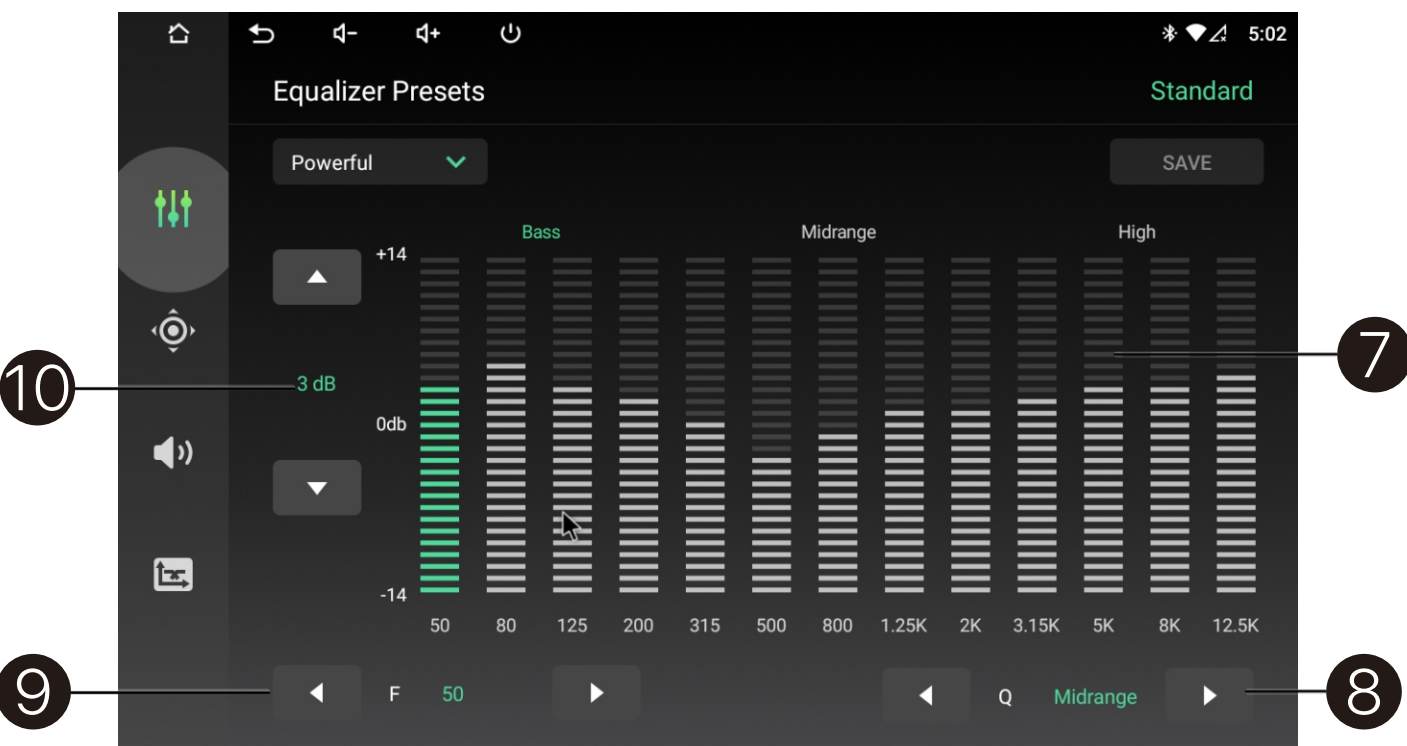 5:02
Equalizer Presets Standard
Powerful SAVE
Bass Midrange High
+14
7
10 3 dB
0db
-14
50 80 125 200 315 500 800 1.25K 2K 3.15K 5K 8K 12.5K
9 F 50 Q Midrange 8